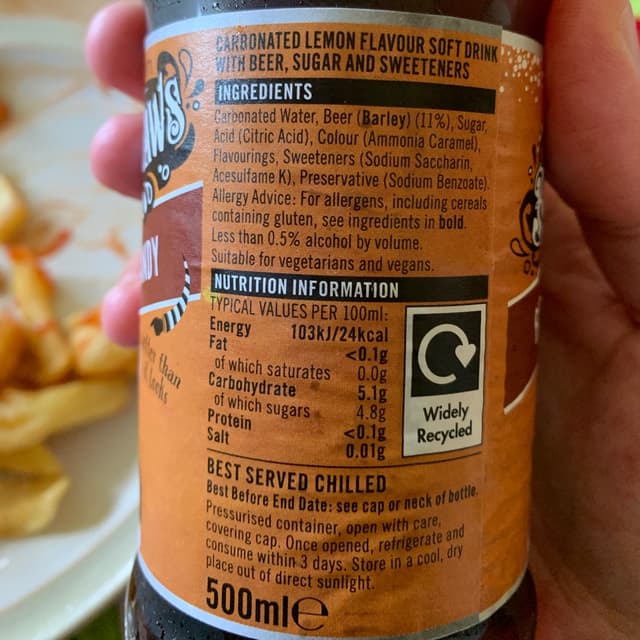 CARBONATED LEMON FLAVOUR SOFT DRINK
WITH BEER, SUGAR AND SWEETENERS
INGREDIENTS
Carbonated Water, Beer (Barley) (11%), Sugar,
Acid (Citric Acid), Colour (Ammonia Caramel),
Flavourings, Sweeteners (Sodium Saccharin,
Acesulfame K), Preservative (Sodium Benzoate).
Allergy Advice: For allergens, including cereals
containing gluten, see ingredients in bold.
Less than 0.5% alcohol by volume.
Suitable for vegetarians and vegans.
NUTRITION INFORMATION
TYPICAL VALUES PER 100ml:
Energy 103kJ/24kcal
Fat <0.1g
of which saturates 0.0g
Carbohydrate 5.1g
of which sugars 4.8g
Protein <0.1g
Salt 0.01g
Widely
Recycled
BEST SERVED CHILLED
Best Before End Date: see cap or neck of bottle.
Pressurised container, open with care,
covering cap. Once opened, refrigerate and
consume within 3 days. Store in a cool, dry
place out of direct sunlight.
500ml e
than